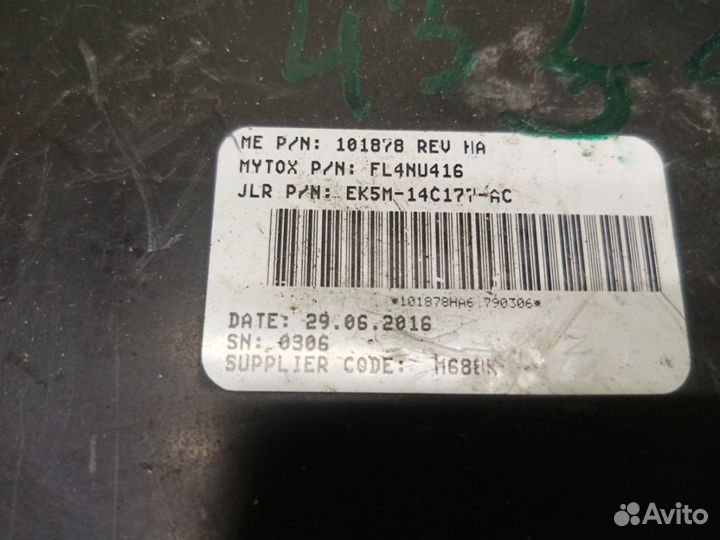 ME P/N: 101878 REV HA
MYTOX P/N: FL4NU416
JLR P/N: EK5M-14C177-AC
*101878HA6.790306*
DATE: 29.06.2016
SN: 0306
SUPPLIER CODE:
Avito